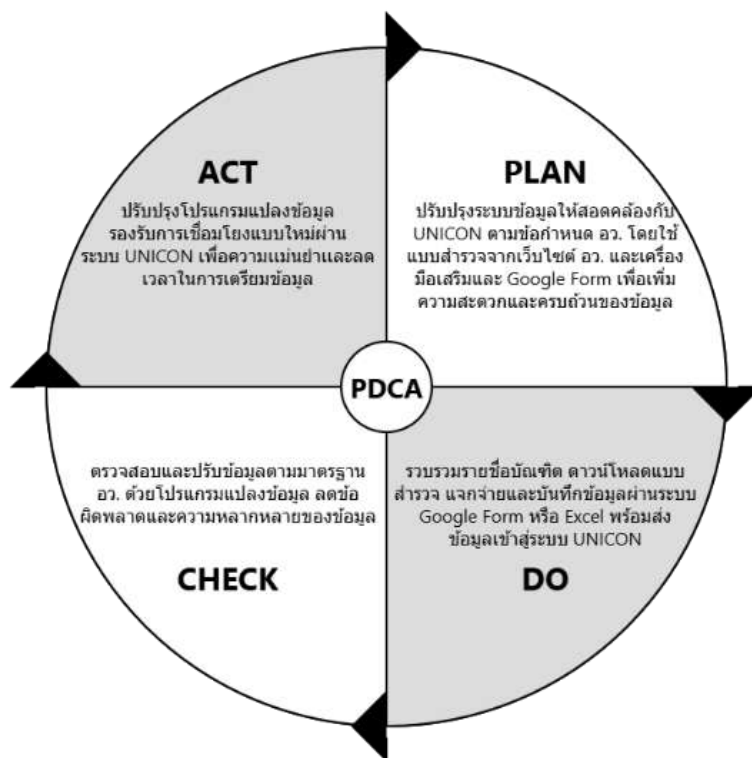 ACT
ปรับปรุงโปรแกรมแปลงข้อมูล
รองรับการเชื่อมโยงแบบใหม่ผ่าน
ระบบ UNICON เพื่อความแม่นยำและลด
เวลาในการเตรียมข้อมูล
PLAN
ปรับปรุงระบบข้อมูลให้สอดคล้องกับ
UNICON ตามข้อกำหนด อว. โดยใช้
แบบสำรวจจากเว็บไซต์ อว. และเครื่อง
มือเสริมและ Google Form เพื่อเพิ่ม
ความสะดวกและครบถ้วนของข้อมูล
PDCA
ตรวจสอบและปรับข้อมูลตามมาตรฐาน
อว. ด้วยโปรแกรมแปลงข้อมูล ลดข้อ
ผิดพลาดและความหลากหลายของข้อมูล
CHECK
รวบรวมรายชื่อบัณฑิต ดาวน์โหลดแบบ
สำรวจ แจกจ่ายและบันทึกข้อมูลผ่านระบบ
Google Form หรือ Excel พร้อมส่ง
ข้อมูลเข้าสู่ระบบ UNICON
DO